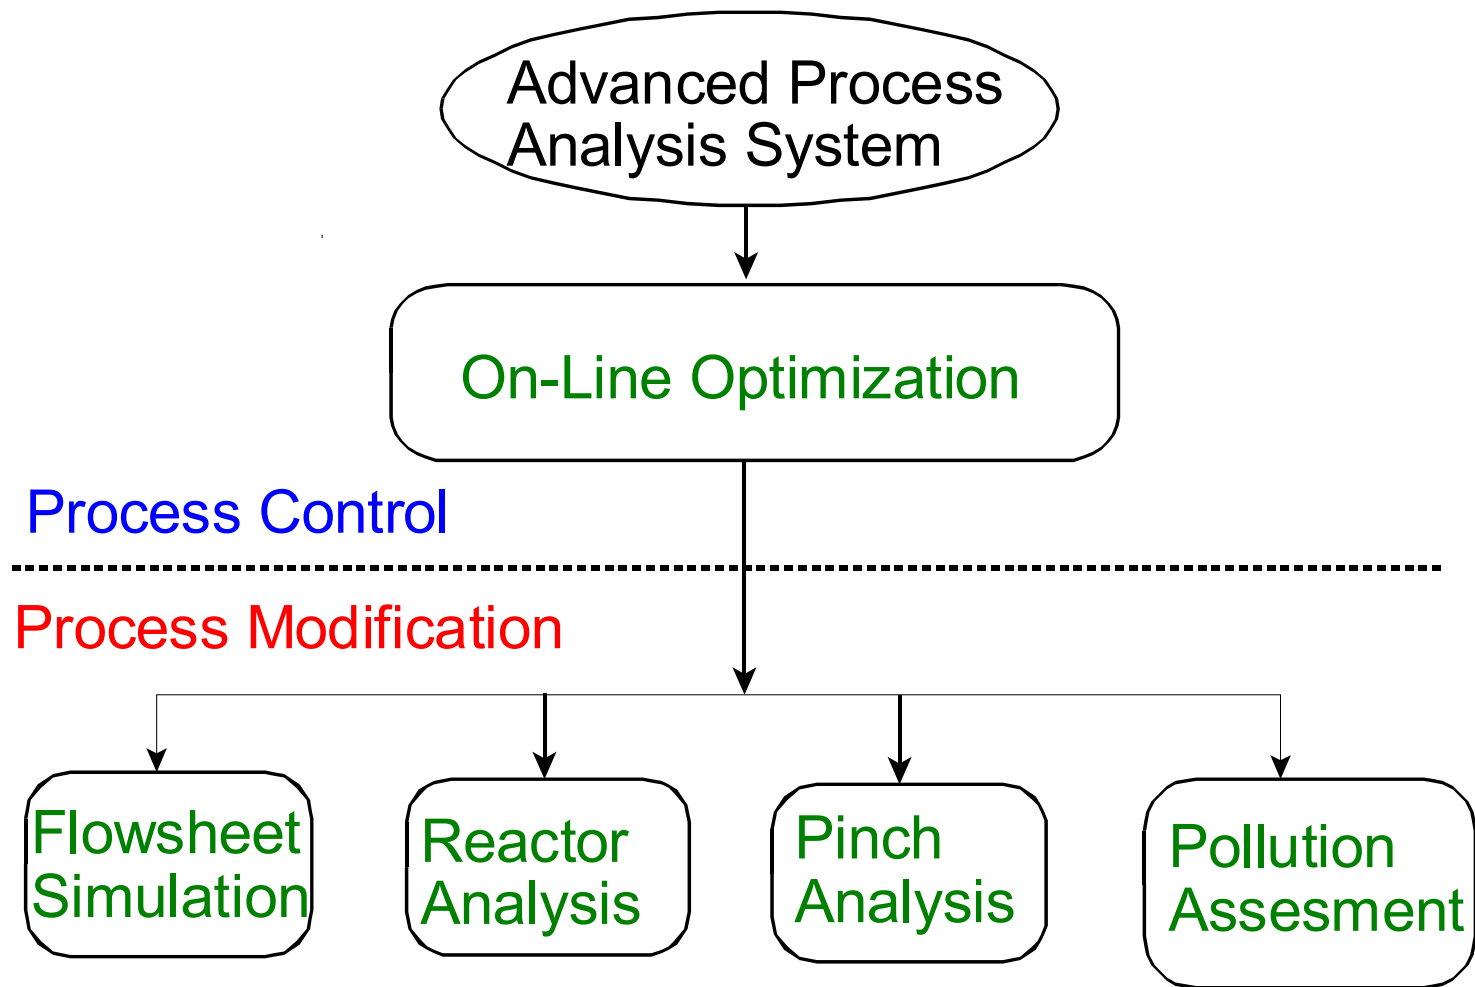 Advanced Process
Analysis System
On-Line Optimization
Process Control
Process Modification
Flowsheet
Simulation
Reactor
Analysis
Pinch
Analysis
Pollution
Assesment